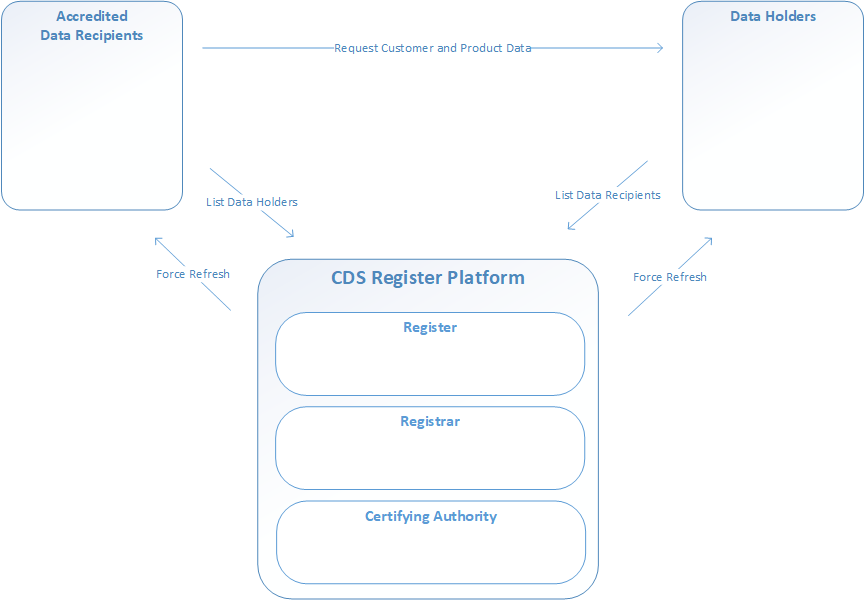 Accredited
Data Recipients
Data Holders
Request Customer and Product Data
List Data Holders
List Data Recipients
Force Refresh
Force Refresh
CDS Register Platform
Register
Registrar
Certifying Authority